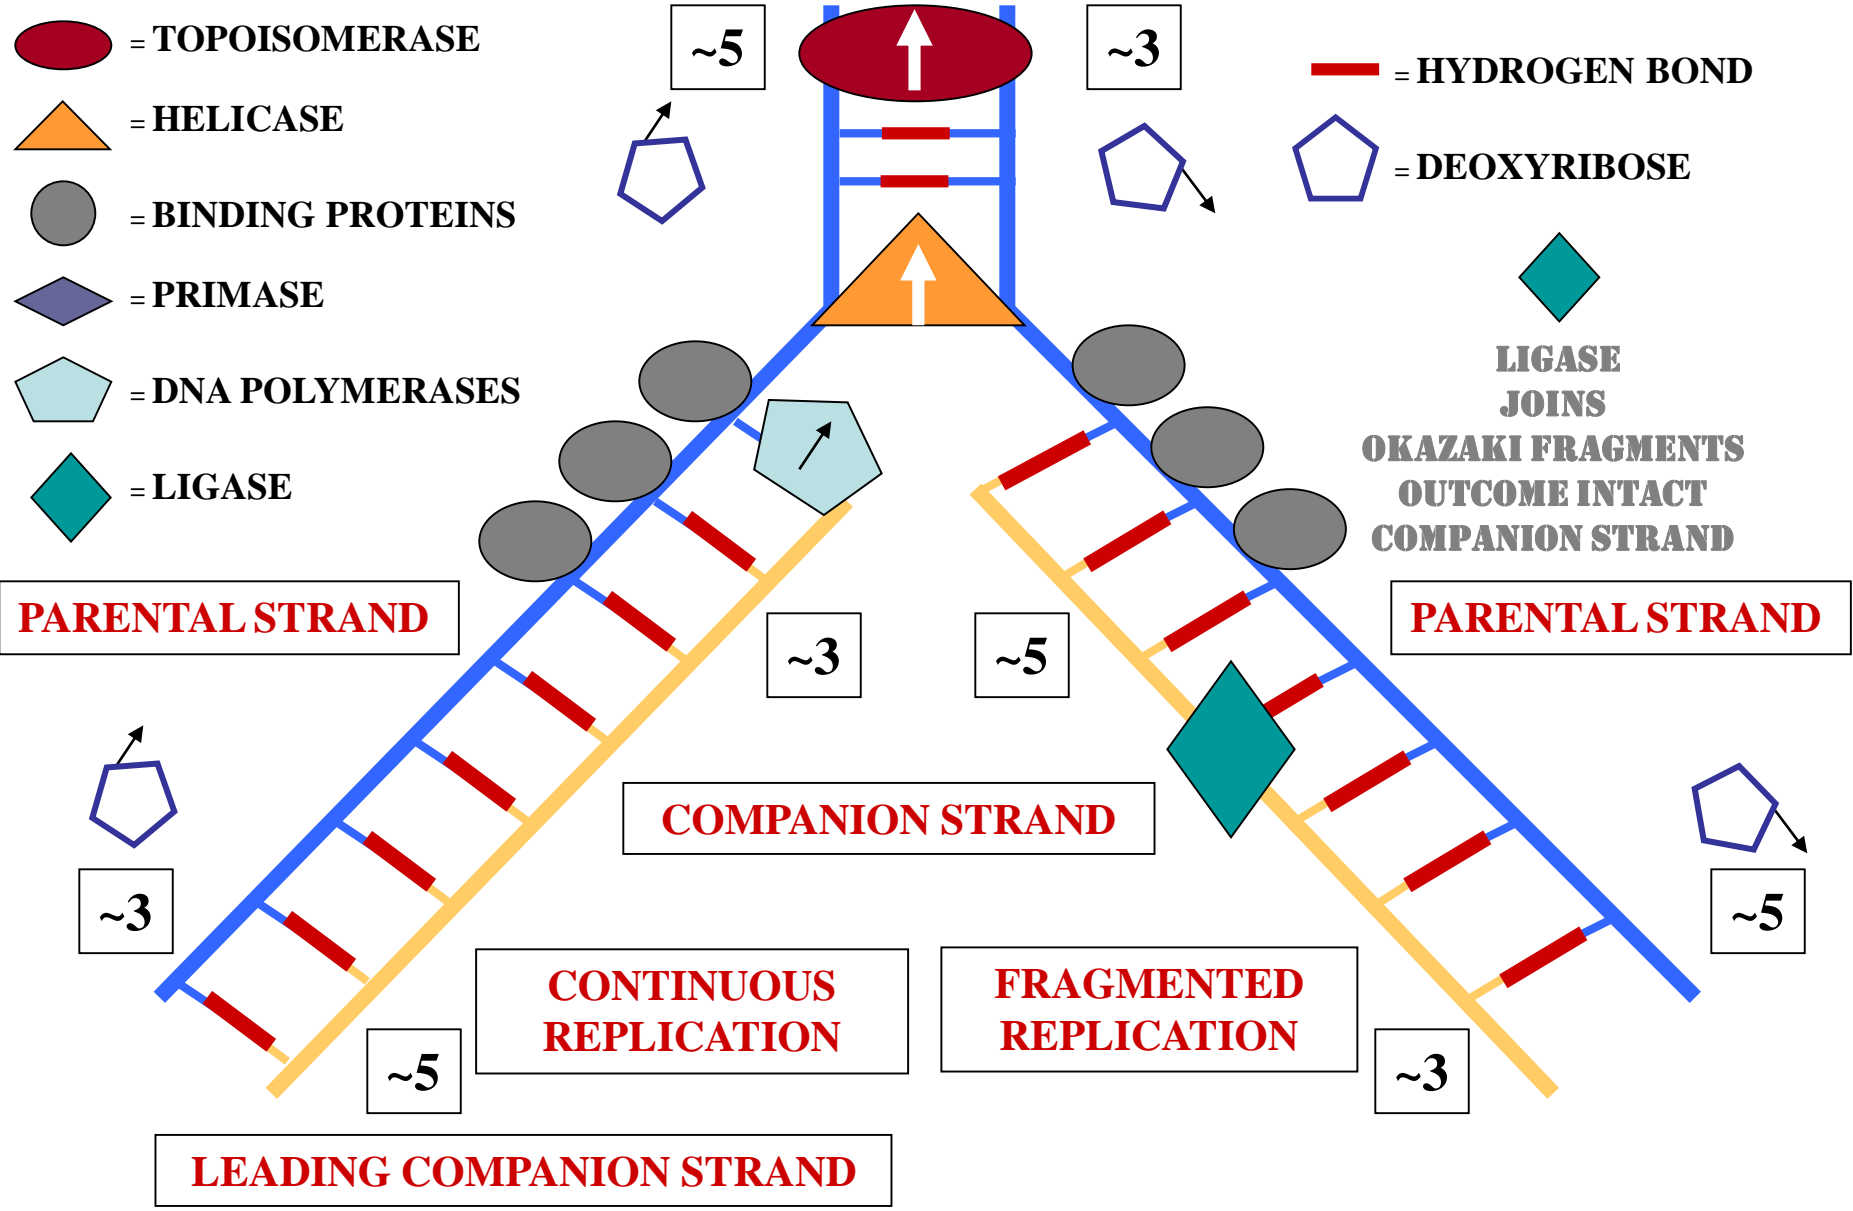 = TOPOISOMERASE
= HELICASE
= BINDING PROTEINS
= PRIMASE
= DNA POLYMERASES
= LIGASE
~5
~3
= HYDROGEN BOND
= DEOXYRIBOSE
LIGASE
JOINS
OKAZAKI FRAGMENTS
OUTCOME INTACT
COMPANION STRAND
PARENTAL STRAND
~3
~5
PARENTAL STRAND
COMPANION STRAND
~3
~5
CONTINUOUS
REPLICATION
FRAGMENTED
REPLICATION
~5
~3
LEADING COMPANION STRAND